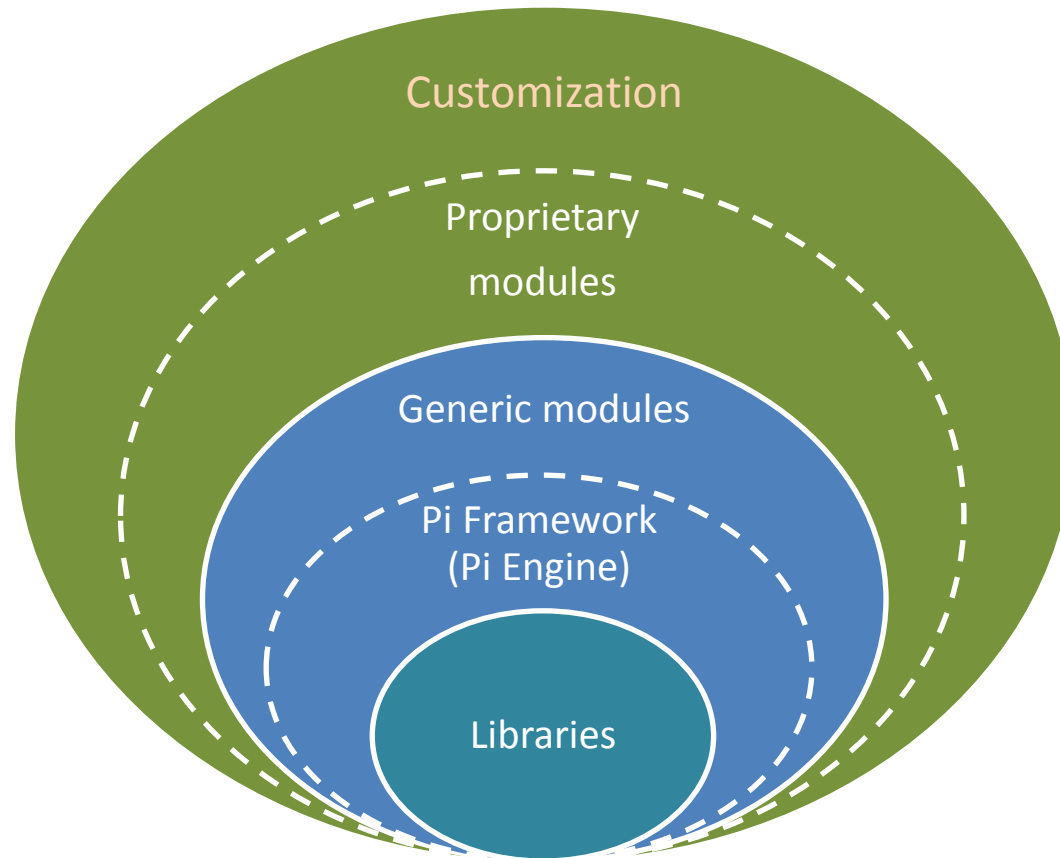 Customization
Proprietary
modules
Generic modules
Pi Framework
(Pi Engine)
Libraries